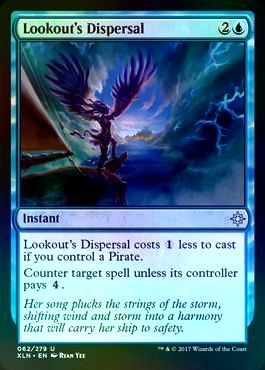 Lookout's Dispersal 2
Instant
Lookout's Dispersal costs 1 less to cast
if you control a Pirate.
Counter target spell unless its controller
pays 4.
Her song plucks the strings of the storm,
shifting wind and storm into a harmony
that will carry her ship to safety.
062/279 U
XLN • EN Ryan Yee
™ & © 2017 Wizards of the Coast